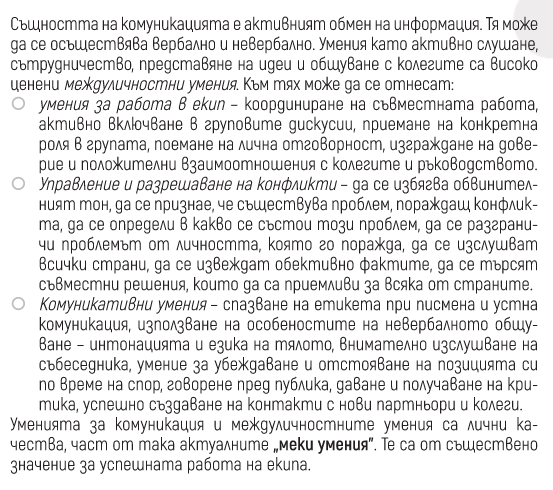 Същността на комуникацията е активният обмен на информация. Тя може
да се осъществява вербално и невербално. Умения като активно слушане,
сътрудничество, представяне на идеи и общуване с колегите са високо
ценени междуличностни умения. Към тях може да се отнесат:
○ умения за работа в екип – координиране на съвместната работа,
активно включване в груповите дискусии, приемане на конкретна
роля в групата, поемане на лична отговорност, изграждане на дове-
рие и положителни взаимоотношения с колегите и ръководството.
○ Управление и разрешаване на конфликти – да се избягва обвинител-
ният тон, да се признае, че съществува проблем, пораждащ конфлик-
та, да се определи в какво се състои този проблем, да се разграни-
чи проблемът от личността, която го поражда, да се изслушват
всички страни, да се извеждат обективно фактите, да се търсят
съвместни решения, които да са приемливи за всяка от страните.
○ Комуникативни умения – спазване на етикета при писмена и устна
комуникация, използване на особеностите на невербалното общу-
ване – интонацията и езика на тялото, внимателно изслушване на
събеседника, умение за убеждаване и отстояване на позицията си
по време на спор, говорене пред публика, даване и получаване на кри-
тика, успешно създаване на контакти с нови партньори и колеги.
Уменията за комуникация и междуличностните умения са лични ка-
чества, част от така актуалните „меки умения". Те са от съществено
значение за успешната работа на екипа.